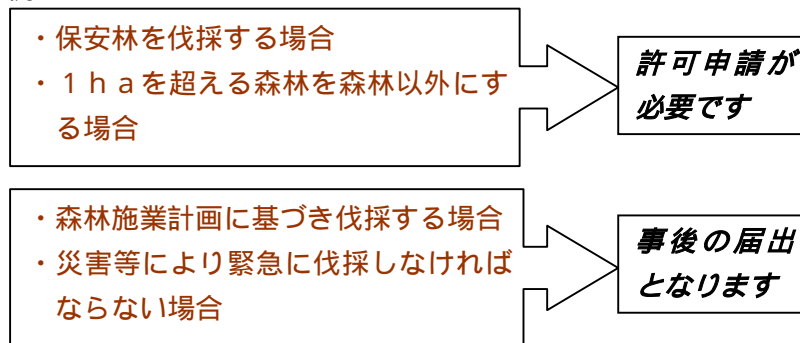 ・保安林を伐採する場合
・１ｈａを超える森林を森林以外にす
る場合
許可申請が
必要です
・森林施業計画に基づき伐採する場合
・災害等により緊急に伐採しなければ
ならない場合
事後の届出
となります